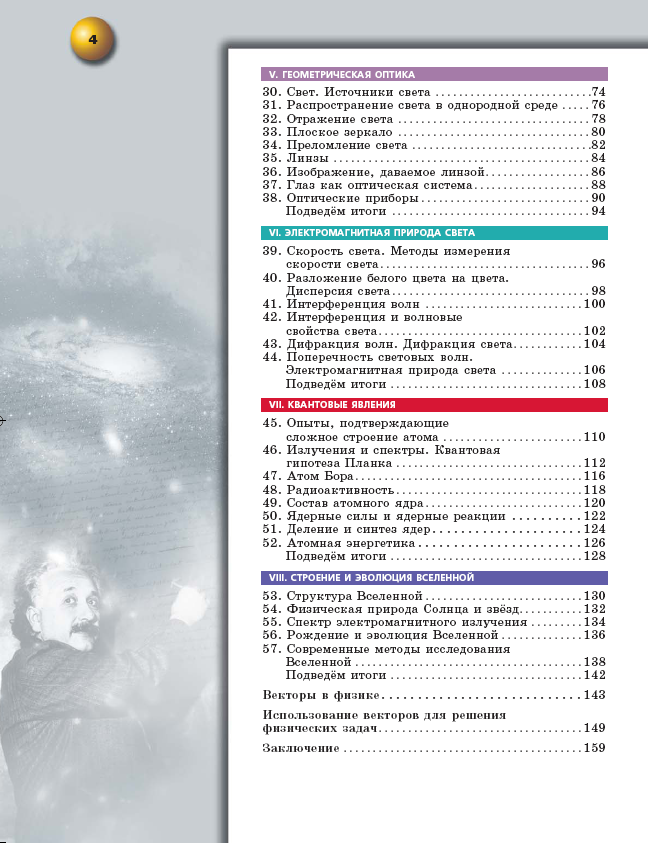 4
V. ГЕОМЕТРИЧЕСКАЯ ОПТИКА
30. Свет. Источники света . . . . . . . . . . . . . . . . . . . . . . . . . . .74
31. Распространение света в однородной среде . . . . . 76
32. Отражение света . . . . . . . . . . . . . . . . . . . . . . . . . . . . . . . . . 78
33. Плоское зеркало . . . . . . . . . . . . . . . . . . . . . . . . . . . . . . . . . 80
34. Преломление света . . . . . . . . . . . . . . . . . . . . . . . . . . . . . . .82
35. Линзы . . . . . . . . . . . . . . . . . . . . . . . . . . . . . . . . . . . . . . . . . . . . 84
36. Изображение, даваемое линзой. . . . . . . . . . . . . . . . . . 86
37. Глаз как оптическая система. . . . . . . . . . . . . . . . . . . . 88
38. Оптические приборы . . . . . . . . . . . . . . . . . . . . . . . . . . . . . 90
Подведём итоги . . . . . . . . . . . . . . . . . . . . . . . . . . . . . . . . . . 94
VI. ЭЛЕКТРОМАГНИТНАЯ ПРИРОДА СВЕТА
39. Скорость света. Методы измерения
скорости света. . . . . . . . . . . . . . . . . . . . . . . . . . . . . . . . . . . . 96
40. Разложение белого цвета на цвета.
Дисперсия света. . . . . . . . . . . . . . . . . . . . . . . . . . . . . . . . . . 98
41. Интерференция волн . . . . . . . . . . . . . . . . . . . . . . . . . . . 100
42. Интерференция и волновые
свойства света. . . . . . . . . . . . . . . . . . . . . . . . . . . . . . . . . . . 102
43. Дифракция волн. Дифракция света. . . . . . . . . . . . 104
44. Поперечность световых волн.
Электромагнитная природа света . . . . . . . . . . . . . . 106
Подведём итоги . . . . . . . . . . . . . . . . . . . . . . . . . . . . . . . . . 108
VII. КВАНТОВЫЕ ЯВЛЕНИЯ
45. Опыты, подтверждающие
сложное строение атома . . . . . . . . . . . . . . . . . . . . . . . . 110
46. Излучения и спектры. Квантовая
гипотеза Планка . . . . . . . . . . . . . . . . . . . . . . . . . . . . . . . . 112
47. Атом Бора. . . . . . . . . . . . . . . . . . . . . . . . . . . . . . . . . . . . . . . 116
48. Радиоактивность. . . . . . . . . . . . . . . . . . . . . . . . . . . . . . . . 118
49. Состав атомного ядра. . . . . . . . . . . . . . . . . . . . . . . . . . . 120
50. Ядерные силы и ядерные реакции . . . . . . . . . . 122
51. Деление и синтез ядер. . . . . . . . . . . . . . . . . . . . . 124
52. Атомная энергетика . . . . . . . . . . . . . . . . . . . . . . . 126
Подведём итоги . . . . . . . . . . . . . . . . . . . . . . . . . . . . . . . . . 128
VIII. СТРОЕНИЕ И ЭВОЛЮЦИЯ ВСЕЛЕННОЙ
53. Структура Вселенной . . . . . . . . . . . . . . . . . . . . . . . . . . . 130
54. Физическая природа Солнца и звёзд. . . . . . . . . . . 132
55. Спектр электромагнитного излучения . . . . . . . . . 134
56. Рождение и эволюция Вселенной . . . . . . . . . . . . . . 136
57. Современные методы исследования
Вселенной . . . . . . . . . . . . . . . . . . . . . . . . . . . . . . . . . . . . . . . 138
Подведём итоги . . . . . . . . . . . . . . . . . . . . . . . . . . . . . . . . . 142
Векторы в физике. . . . . . . . . . . . . . . . . . . . . . . . . . . 143
Использование векторов для решения
физических задач. . . . . . . . . . . . . . . . . . . . . . . . . . . . . . . . . . . 149
Заключение . . . . . . . . . . . . . . . . . . . . . . . . . . . . . . . . . . . . . . . . . 159